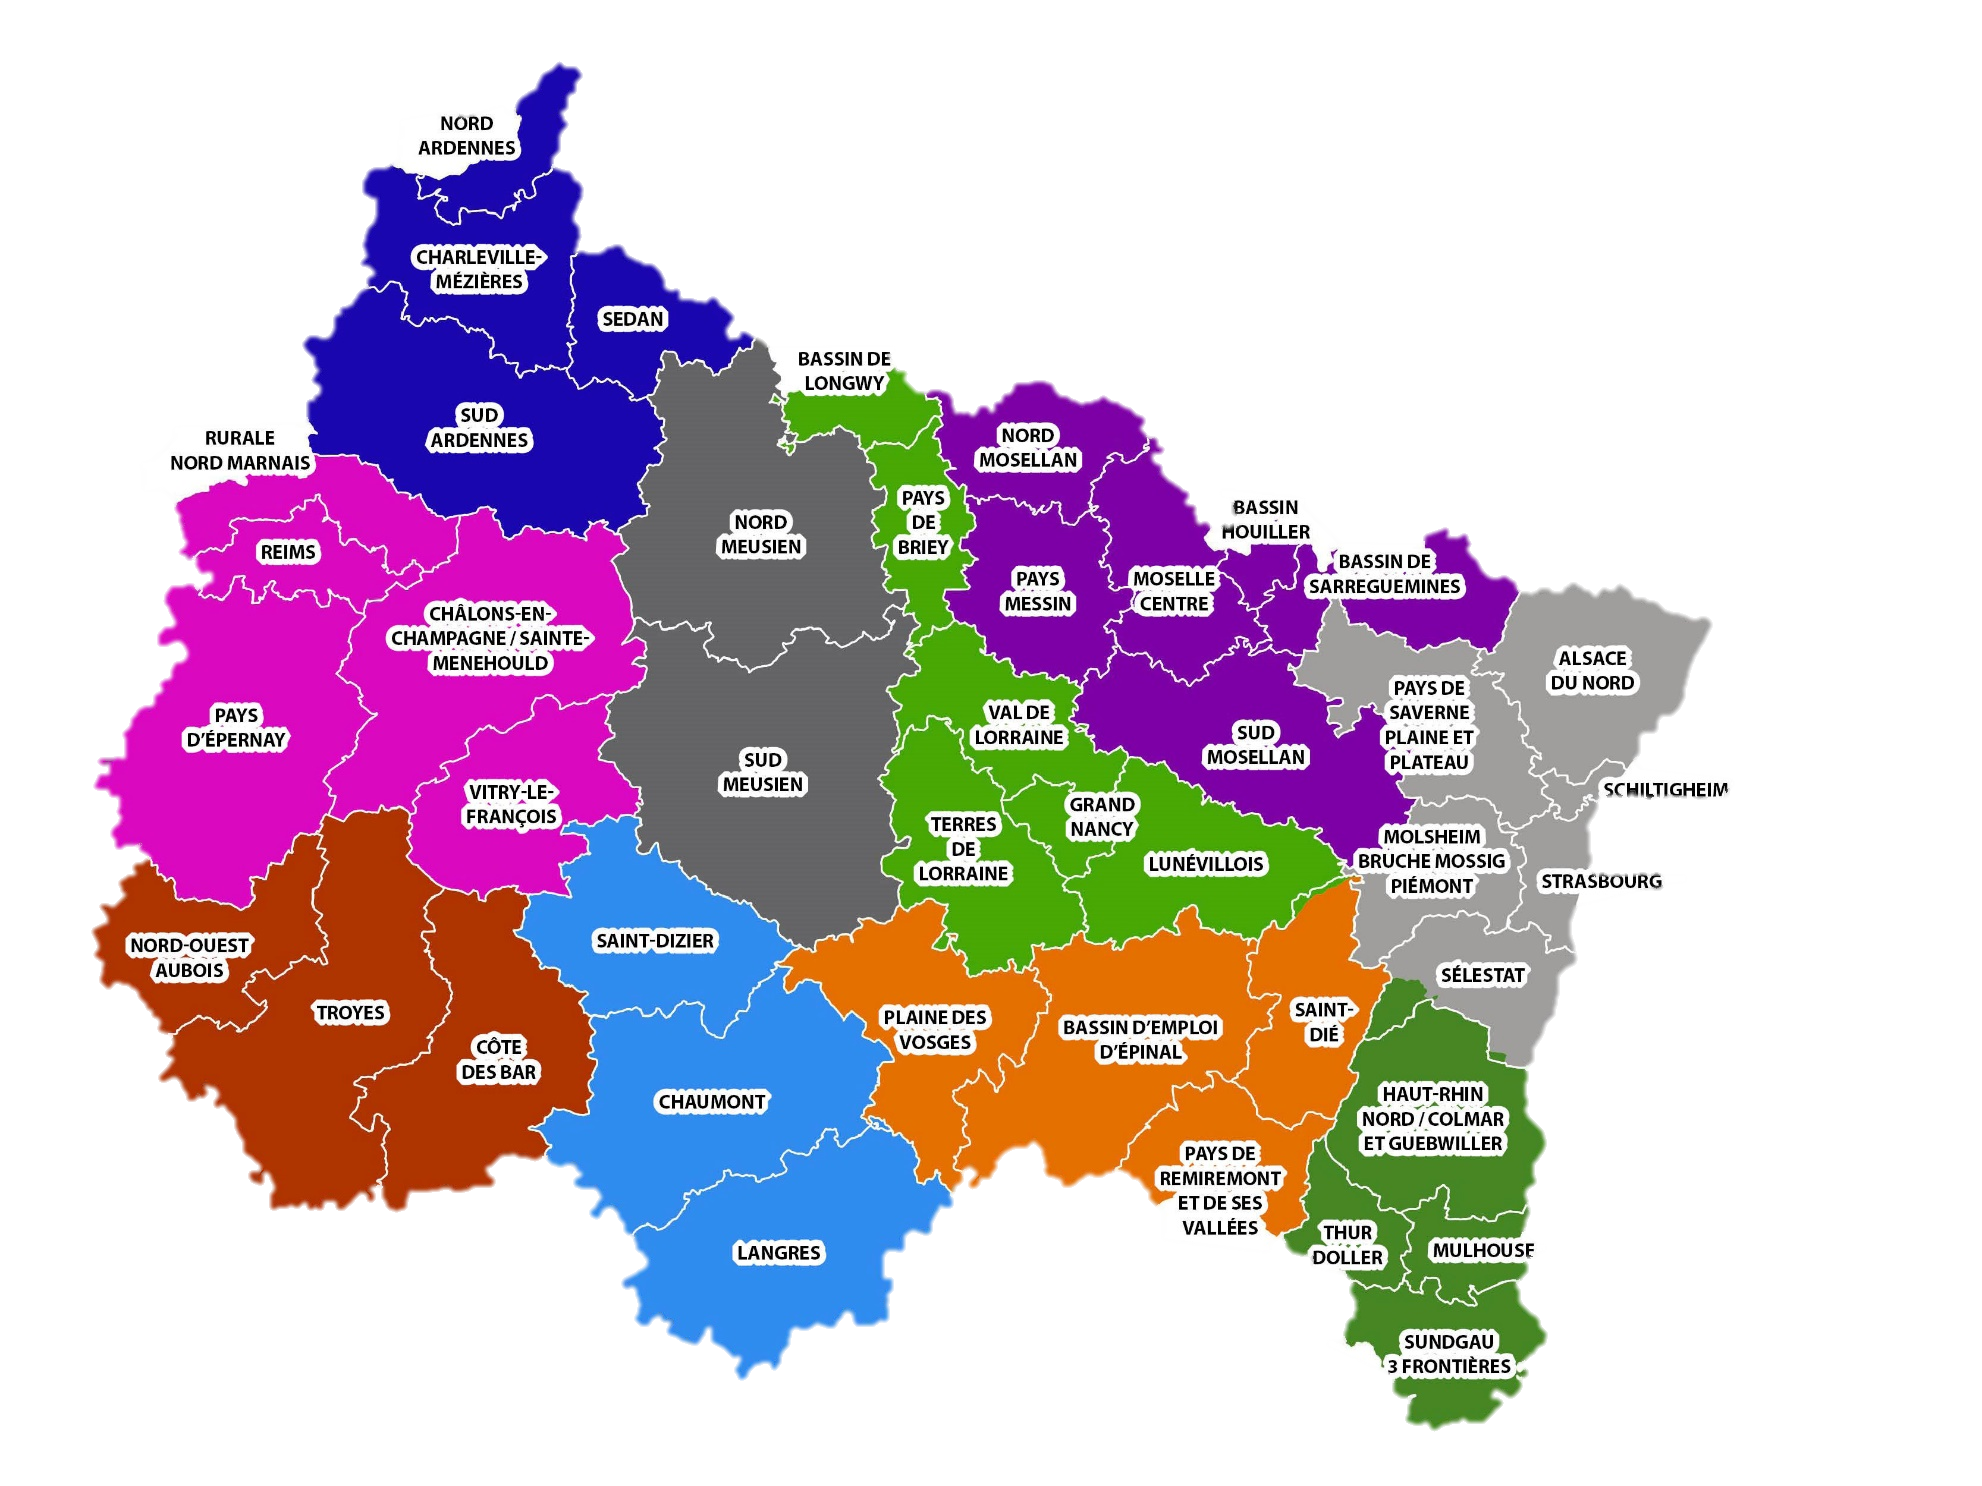 NORD
ARDENNES
CHARLEVILLE-
MÉZIÈRES
SEDAN
BASSIN DE
LONGWY
SUD
ARDENNES
RURALE
NORD MARNAIS
NORD
MOSELLAN
PAYS
DE
BRIEY
NORD
MEUSIEN
BASSIN
HOUILLER
REIMS
BASSIN DE
SARREGUEMINES
PAYS
MESSIN
MOSELLE
CENTRE
CHÂLONS-EN-
CHAMPAGNE / SAINTE-
MENEHOULD
ALSACE
DU NORD
PAYS DE
SAVERNE
PLAINE ET
PLATEAU
PAYS
D'ÉPERNAY
VAL DE
LORRAINE
SUD
MOSELLAN
SUD
MEUSIEN
VITRY-LE-
FRANÇOIS
SCHILTIGHEIM
GRAND
NANCY
TERRES
DE
LORRAINE
LUNÉVILLOIS
MOLSHEIM
BRUCHE MOSSIG
PIÉMONT
STRASBOURG
NORD-OUEST
AUBOIS
SAINT-DIZIER
SÉLESTAT
TROYES
PLAINE DES
VOSGES
BASSIN D'EMPLOI
D'ÉPINAL
SAINT-
DIÉ
CÔTE
DES BAR
CHAUMONT
HAUT-RHIN
NORD / COLMAR
ET GUEBWILLER
PAYS DE
REMIREMONT
ET DE SES
VALLÉES
LANGRES
THUR
DOLLER
MULHOUSE
SUNDGAU
3 FRONTIÈRES